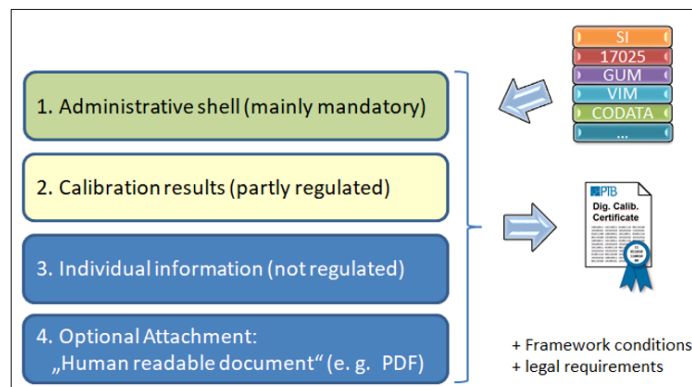 SI
17025
GUM
VIM
CODATA
...
1. Administrative shell (mainly mandatory)
2. Calibration results (partly regulated)
3. Individual information (not regulated)
4. Optional Attachment:
„Human readable document“ (e. g. PDF)
PTB
Dig. Calib.
Certificate
+ Framework conditions
+ legal requirements